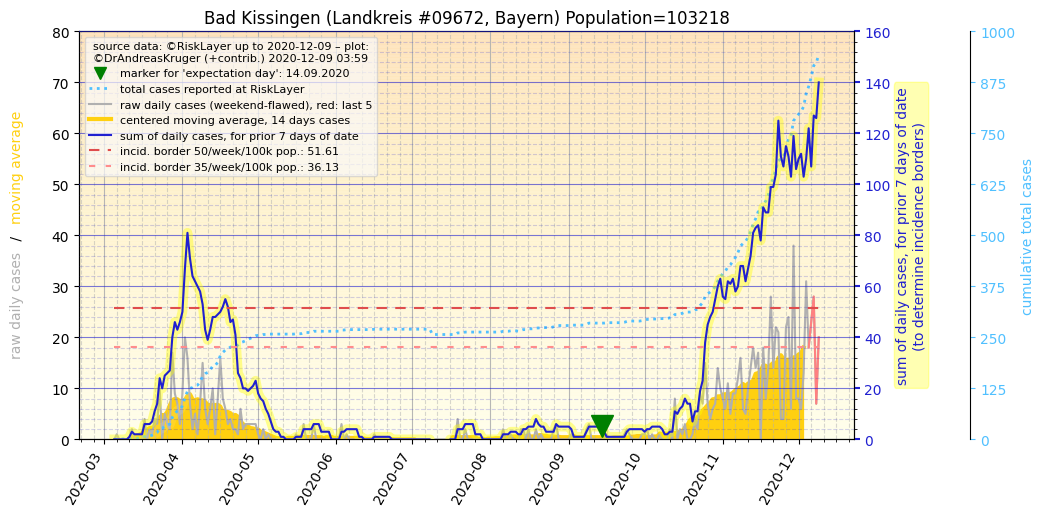 Bad Kissingen (Landkreis #09672, Bayern) Population=103218
source data: ©RiskLayer up to 2020-12-09 – plot:
©DrAndreasKruger (+contrib.) 2020-12-09 03:59
marker for 'expectation day': 14.09.2020
total cases reported at RiskLayer
raw daily cases (weekend-flawed), red: last 5
centered moving average, 14 days cases
sum of daily cases, for prior 7 days of date
incid. border 50/week/100k pop.: 51.61
incid. border 35/week/100k pop.: 36.13
raw daily cases / moving average
80
70
60
50
40
30
20
10
0
160
140
120
100
80
60
40
20
0
sum of daily cases, for prior 7 days of date
(to determine incidence borders)
1000
875
750
625
500
375
250
125
0
cumulative total cases
2020-03
2020-04
2020-05
2020-06
2020-07
2020-08
2020-09
2020-10
2020-11
2020-12